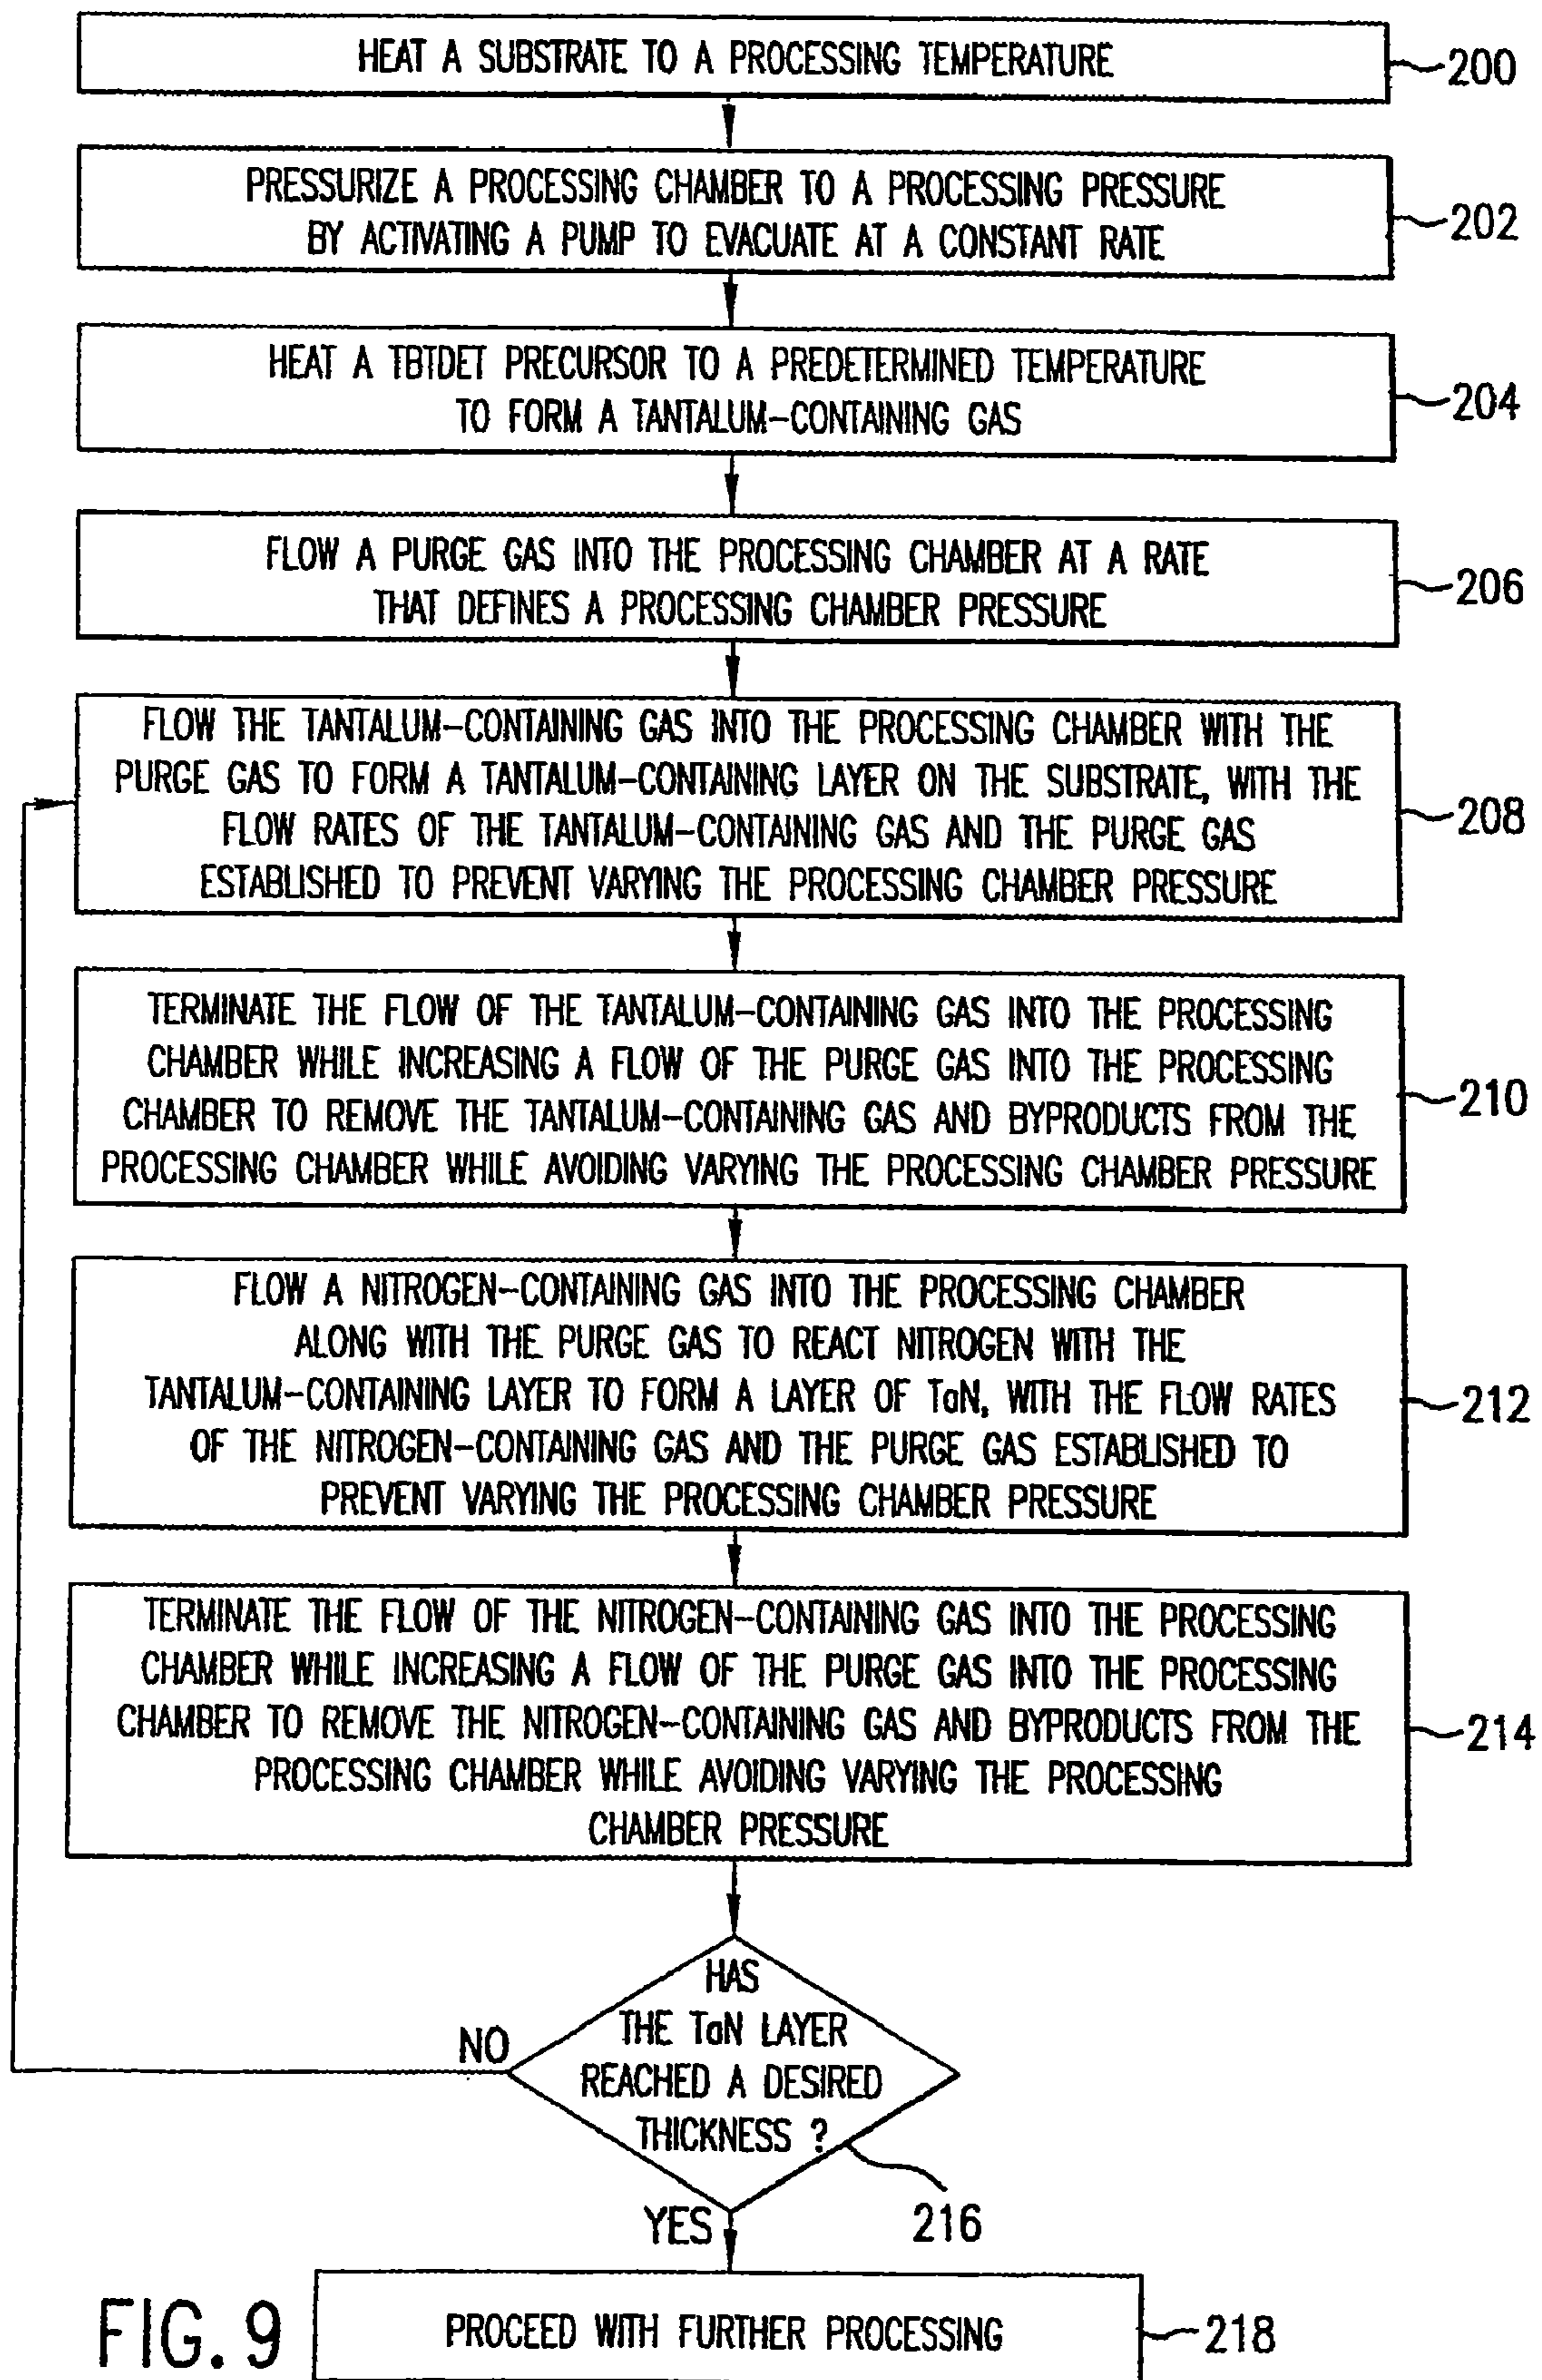 HEAT A SUBSTRATE TO A PROCESSING TEMPERATURE
200
PRESSURIZE A PROCESSING CHAMBER TO A PROCESSING PRESSURE
BY ACTIVATING A PUMP TO EVACUATE AT A CONSTANT RATE
202
HEAT A TBTDET PRECURSOR TO A PREDETERMINED TEMPERATURE
TO FORM A TANTALUM-CONTAINING GAS
204
FLOW A PURGE GAS INTO THE PROCESSING CHAMBER AT A RATE
THAT DEFINES A PROCESSING CHAMBER PRESSURE
206
FLOW THE TANTALUM-CONTAINING GAS INTO THE PROCESSING CHAMBER WITH THE
PURGE GAS TO FORM A TANTALUM-CONTAINING LAYER ON THE SUBSTRATE, WITH THE
FLOW RATES OF THE TANTALUM-CONTAINING GAS AND THE PURGE GAS
ESTABLISHED TO PREVENT VARYING THE PROCESSING CHAMBER PRESSURE
208
TERMINATE THE FLOW OF THE TANTALUM-CONTAINING GAS INTO THE PROCESSING
CHAMBER WHILE INCREASING A FLOW OF THE PURGE GAS INTO THE PROCESSING
CHAMBER TO REMOVE THE TANTALUM-CONTAINING GAS AND BYPRODUCTS FROM THE
PROCESSING CHAMBER WHILE AVOIDING VARYING THE PROCESSING CHAMBER PRESSURE
210
FLOW A NITROGEN-CONTAINING GAS INTO THE PROCESSING CHAMBER
ALONG WITH THE PURGE GAS TO REACT NITROGEN WITH THE
TANTALUM-CONTAINING LAYER TO FORM A LAYER OF TaN, WITH THE FLOW RATES
OF THE NITROGEN-CONTAINING GAS AND THE PURGE GAS ESTABLISHED TO
PREVENT VARYING THE PROCESSING CHAMBER PRESSURE
212
TERMINATE THE FLOW OF THE NITROGEN-CONTAINING GAS INTO THE PROCESSING
CHAMBER WHILE INCREASING A FLOW OF THE PURGE GAS INTO THE PROCESSING
CHAMBER TO REMOVE THE NITROGEN-CONTAINING GAS AND BYPRODUCTS FROM THE
PROCESSING CHAMBER WHILE AVOIDING VARYING THE PROCESSING
CHAMBER PRESSURE
214
HAS
THE TaN LAYER
REACHED A DESIRED
THICKNESS ?
NO
216
YES
PROCEED WITH FURTHER PROCESSING
218
FIG. 9